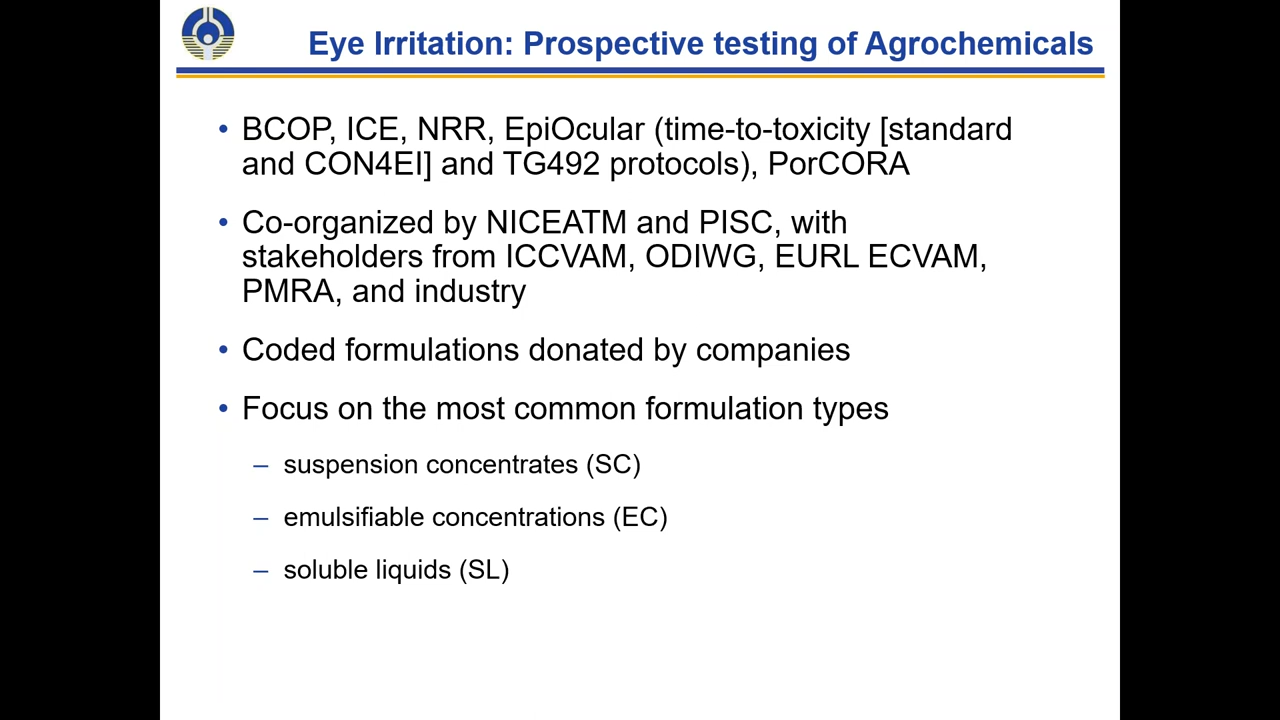 Eye Irritation: Prospective testing of Agrochemicals
• BCOP, ICE, NRR, EpiOcular (time-to-toxicity [standard
and CON4EI] and TG492 protocols), PorCORA
• Co-organized by NICEATM and PISC, with
stakeholders from ICCVAM, ODIWG, EURL ECVAM,
PMRA, and industry
• Coded formulations donated by companies
• Focus on the most common formulation types
– suspension concentrates (SC)
– emulsifiable concentrations (EC)
– soluble liquids (SL)